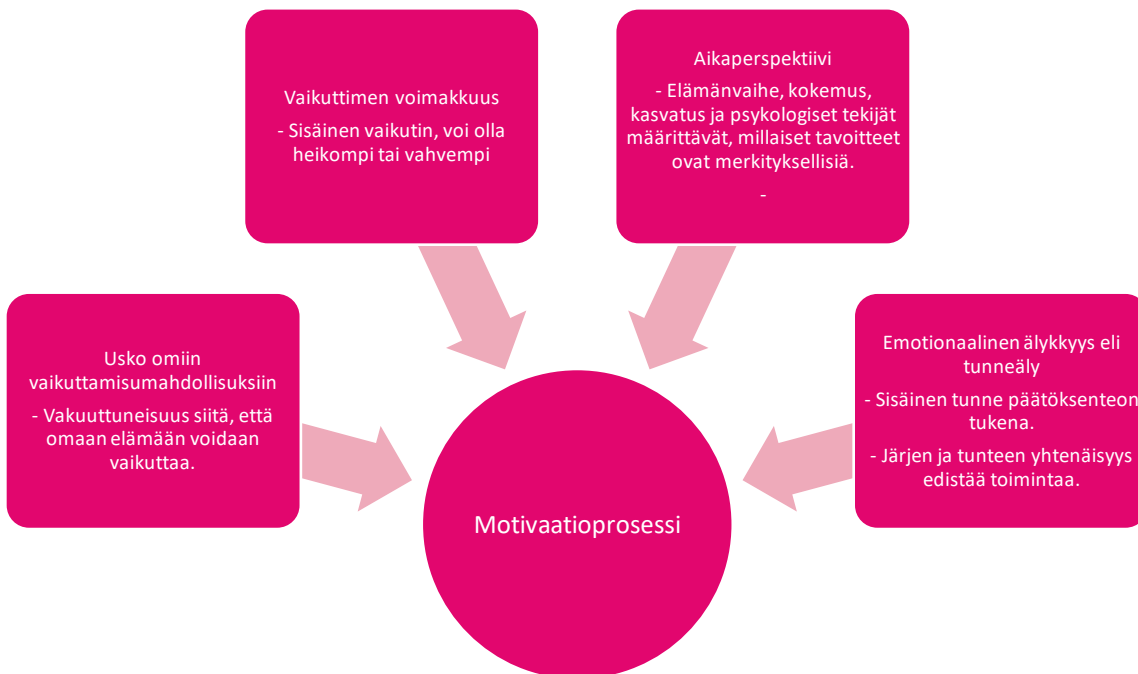 Vaikuttimen voimakkuus
- Sisäinen vaikutin, voi olla
heikompi tai vahvempi
Aikaperspektiivi
- Elämänvaihe, kokemus,
kasvatus ja psykologiset tekijät
määrittävät, millaiset tavoitteet
ovat merkityksellisiä.
-
Usko omiin
vaikuttamisumahdollisuksiin
- Vakuuttuneisuus siitä, että
omaan elämään voidaan
vaikuttaa.
Emotionaalinen älykkyys eli
tunneäly
- Sisäinen tunne päätöksenteon
tukena.
- Järjen ja tunteen yhtenäisyys
edistää toimintaa.
Motivaatioprosessi